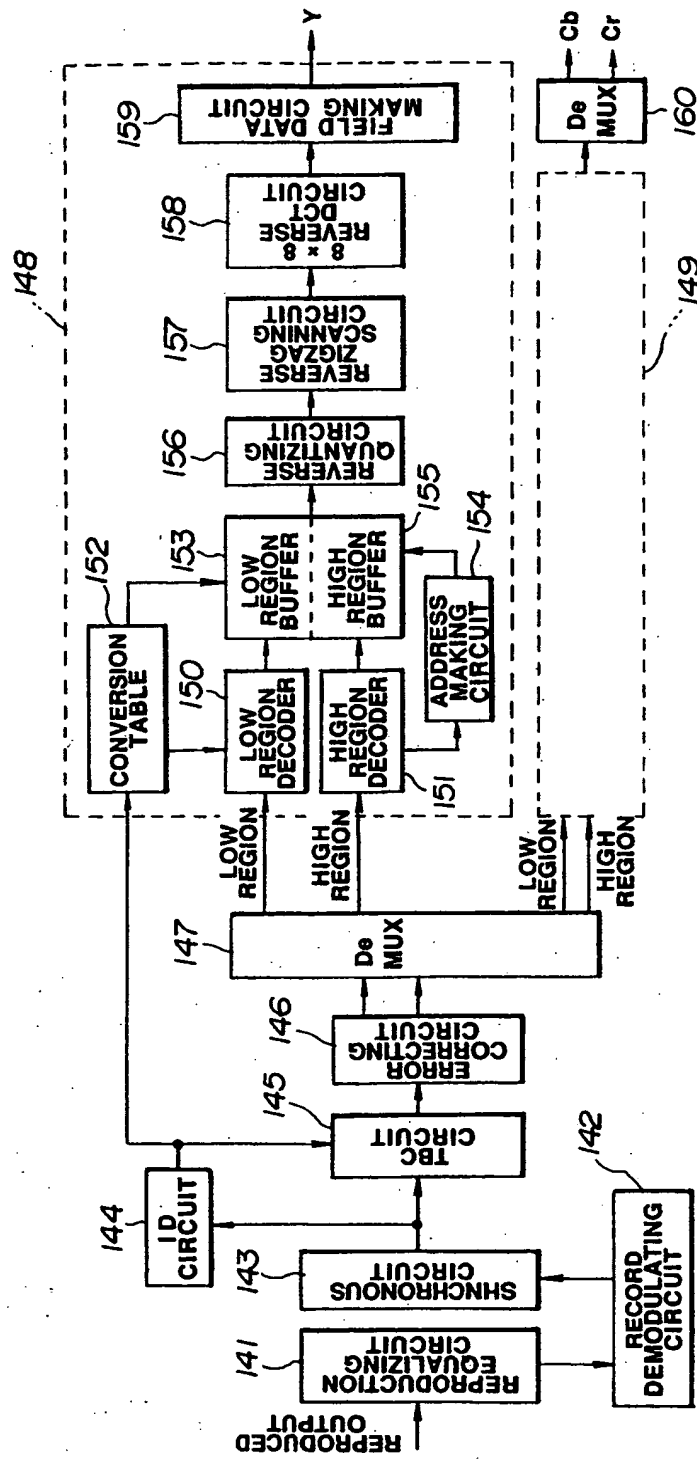 REPRODUCED
OUTPUT
141
REPRODUCTION
EQUALIZING
CIRCUIT
142
RECORD
DEMODULATING
CIRCUIT
143
SHNCHRONOUS
CIRCUIT
144
ID
CIRCUIT
145
TBC
CIRCUIT
146
ERROR
CORRECTING
CIRCUIT
147
De
MUX
LOW
REGION
HIGH
REGION
LOW
REGION
HIGH
REGION
148
152
CONVERSION
TABLE
150
LOW
REGION
DECODER
HIGH
REGION
DECODER
151
153
LOW
REGION
BUFFER
HIGH
REGION
BUFFER
155
154
ADDRESS
MAKING
CIRCUIT
156
REVERSE
QUANTIZING
CIRCUIT
157
REVERSE
ZIGZAG
SCANNING
CIRCUIT
158
8 × 8
REVERSE
DCT
CIRCUIT
159
FIELD DATA
MAKING CIRCUIT
Y
149
De
MUX
160
Cb
Cr